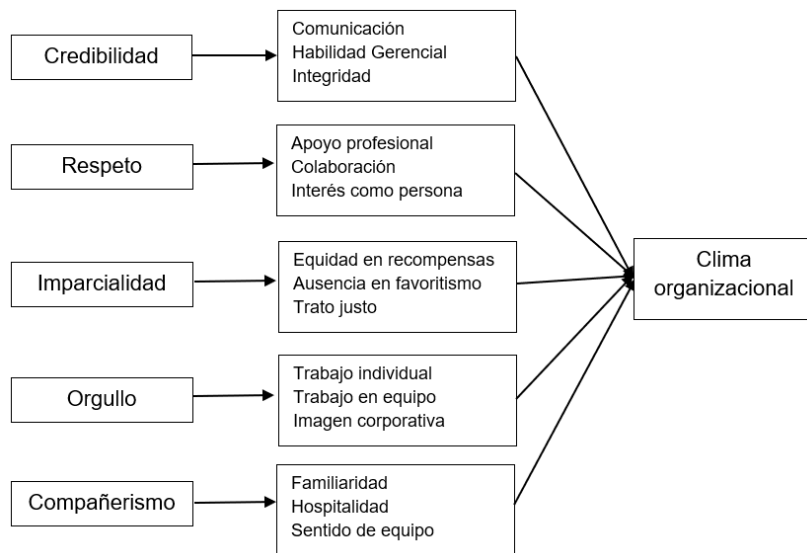 Credibilidad
Comunicación
Habilidad Gerencial
Integridad
Respeto
Apoyo profesional
Colaboración
Interés como persona
Imparcialidad
Equidad en recompensas
Ausencia en favoritismo
Trato justo
Orgullo
Trabajo individual
Trabajo en equipo
Imagen corporativa
Compañerismo
Familiaridad
Hospitalidad
Sentido de equipo
Clima
organizacional